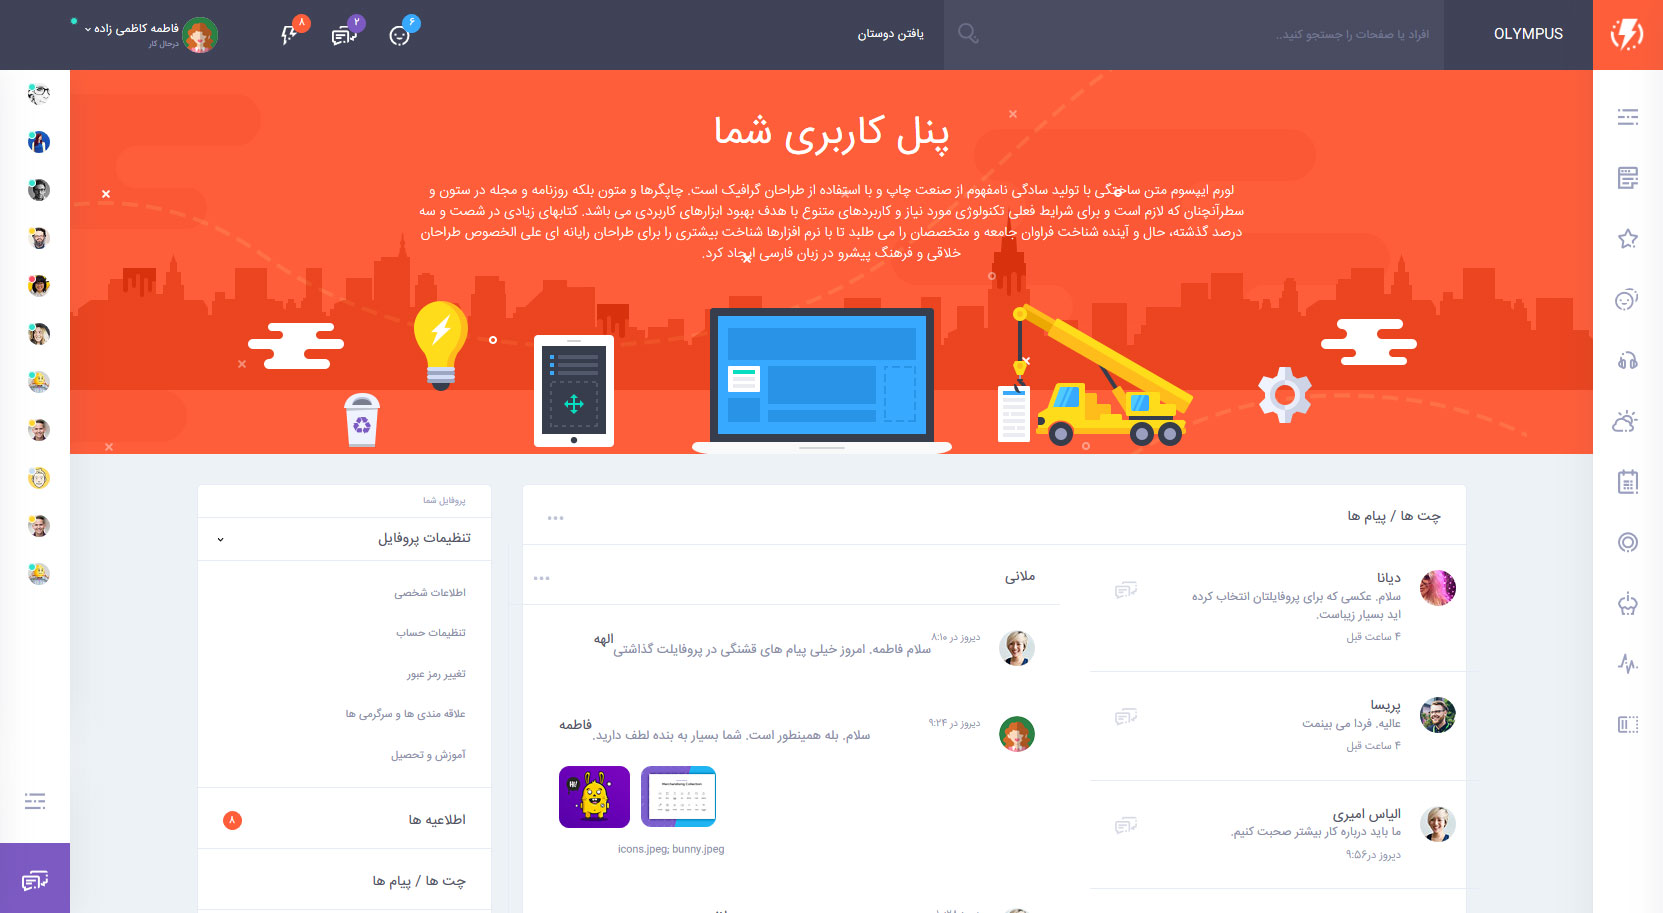 OLYMPUS
افراد یا صفحات را جستجو کنید..
یافتن دوستان
۶
۲
۸
فاطمه کاظمی زاده
درحال کار
پنل کاربری شما
لورم ایپسوم متن ساختگی با تولید سادگی نامفهوم از صنعت چاپ و با استفاده از طراحان گرافیک است. چاپگرها و متون بلکه روزنامه و مجله در ستون و
سطرآنچنان که لازم است و برای شرایط فعلی تکنولوژی مورد نیاز و کاربردهای متنوع با هدف بهبود ابزارهای کاربردی می باشد. کتابهای زیادی در شصت و سه
درصد گذشته، حال و آینده شناخت فراوان جامعه و متخصصان را می طلبد تا با نرم افزارها شناخت بیشتری را برای طراحان رایانه ای علی الخصوص طراحان
خلاقی و فرهنگ پیشرو در زبان فارسی ایجاد کرد.
چت ها / پیام ها
دیانا
سلام. عکسی که برای پروفایلتان انتخاب کرده
اید بسیار زیباست.
۴ ساعت قبل
پریسا
عالیه. فردا می بینمت
۴ ساعت قبل
الیاس امیری
ما باید درباره کار بیشتر صحبت کنیم.
دیروز در۹:۵۶
ملانی
دیروز در ۸:۱۰
سلام فاطمه. امروز خیلی پیام های قشنگی در پروفایلت گذاشتی
الهه
دیروز در ۹:۲۴
سلام. بله همینطور است. شما بسیار به بنده لطف دارید.
فاطمه
icons.jpeg; bunny.jpeg
پروفایل شما
تنظیمات پروفایل
اطلاعات شخصی
تنظیمات حساب
تغییر رمز عبور
علاقه مندی ها و سرگرمی ها
آموزش و تحصیل
اطلاعیه ها
۸
چت ها / پیام ها